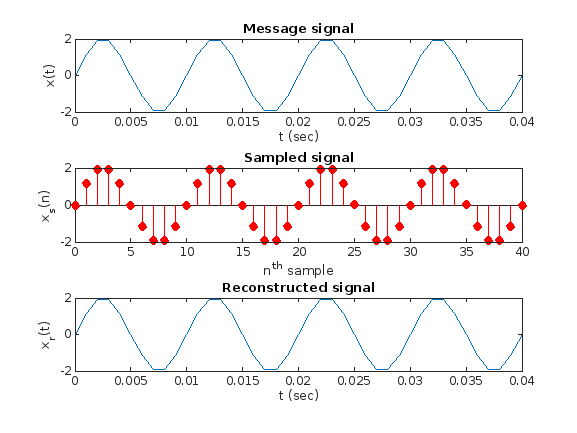 Message signal
2
0
-2
x(t)
0 0.005 0.01 0.015 0.02 0.025 0.03 0.035 0.04
t (sec)
Sampled signal
2
0
-2
x_s(n)
0 5 10 15 20 25 30 35 40
n^th sample
Reconstructed signal
2
0
-2
x_r(t)
0 0.005 0.01 0.015 0.02 0.025 0.03 0.035 0.04
t (sec)